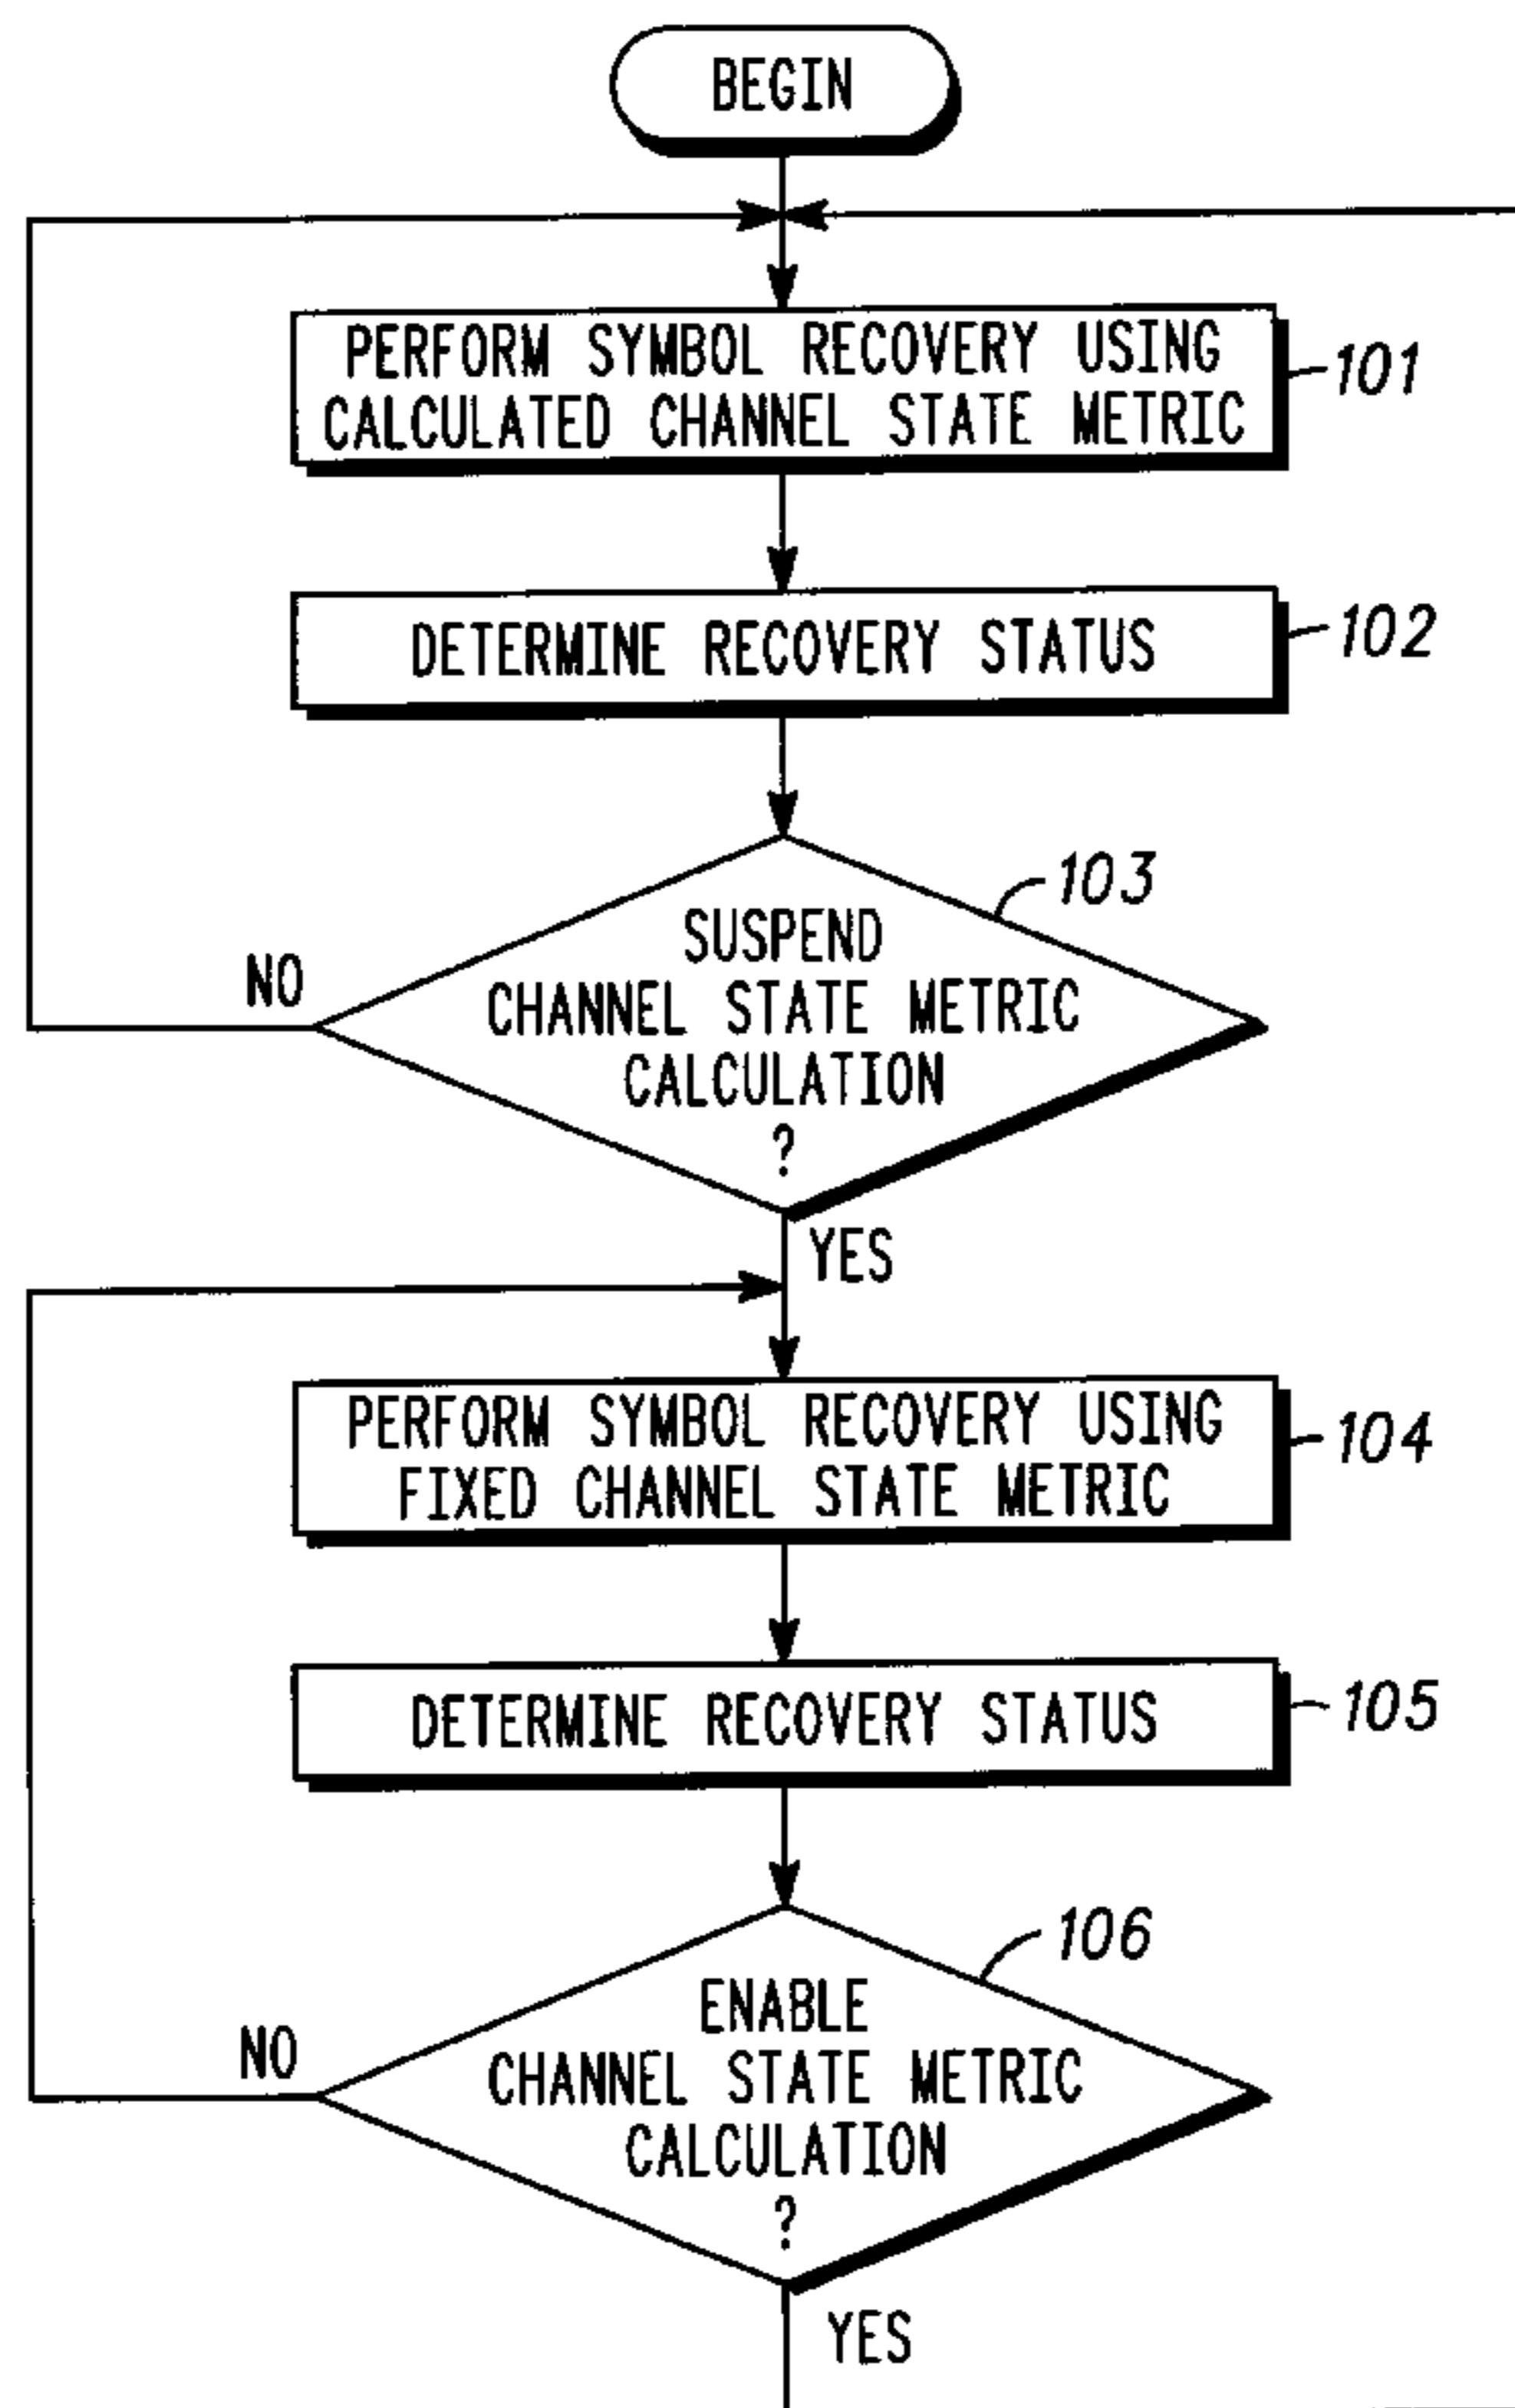 BEGIN
PERFORM SYMBOL RECOVERY USING
CALCULATED CHANNEL STATE METRIC
101
DETERMINE RECOVERY STATUS
102
103
SUSPEND
CHANNEL STATE METRIC
CALCULATION
?
NO
YES
PERFORM SYMBOL RECOVERY USING
FIXED CHANNEL STATE METRIC
104
DETERMINE RECOVERY STATUS
105
106
ENABLE
CHANNEL STATE METRIC
CALCULATION
?
NO
YES